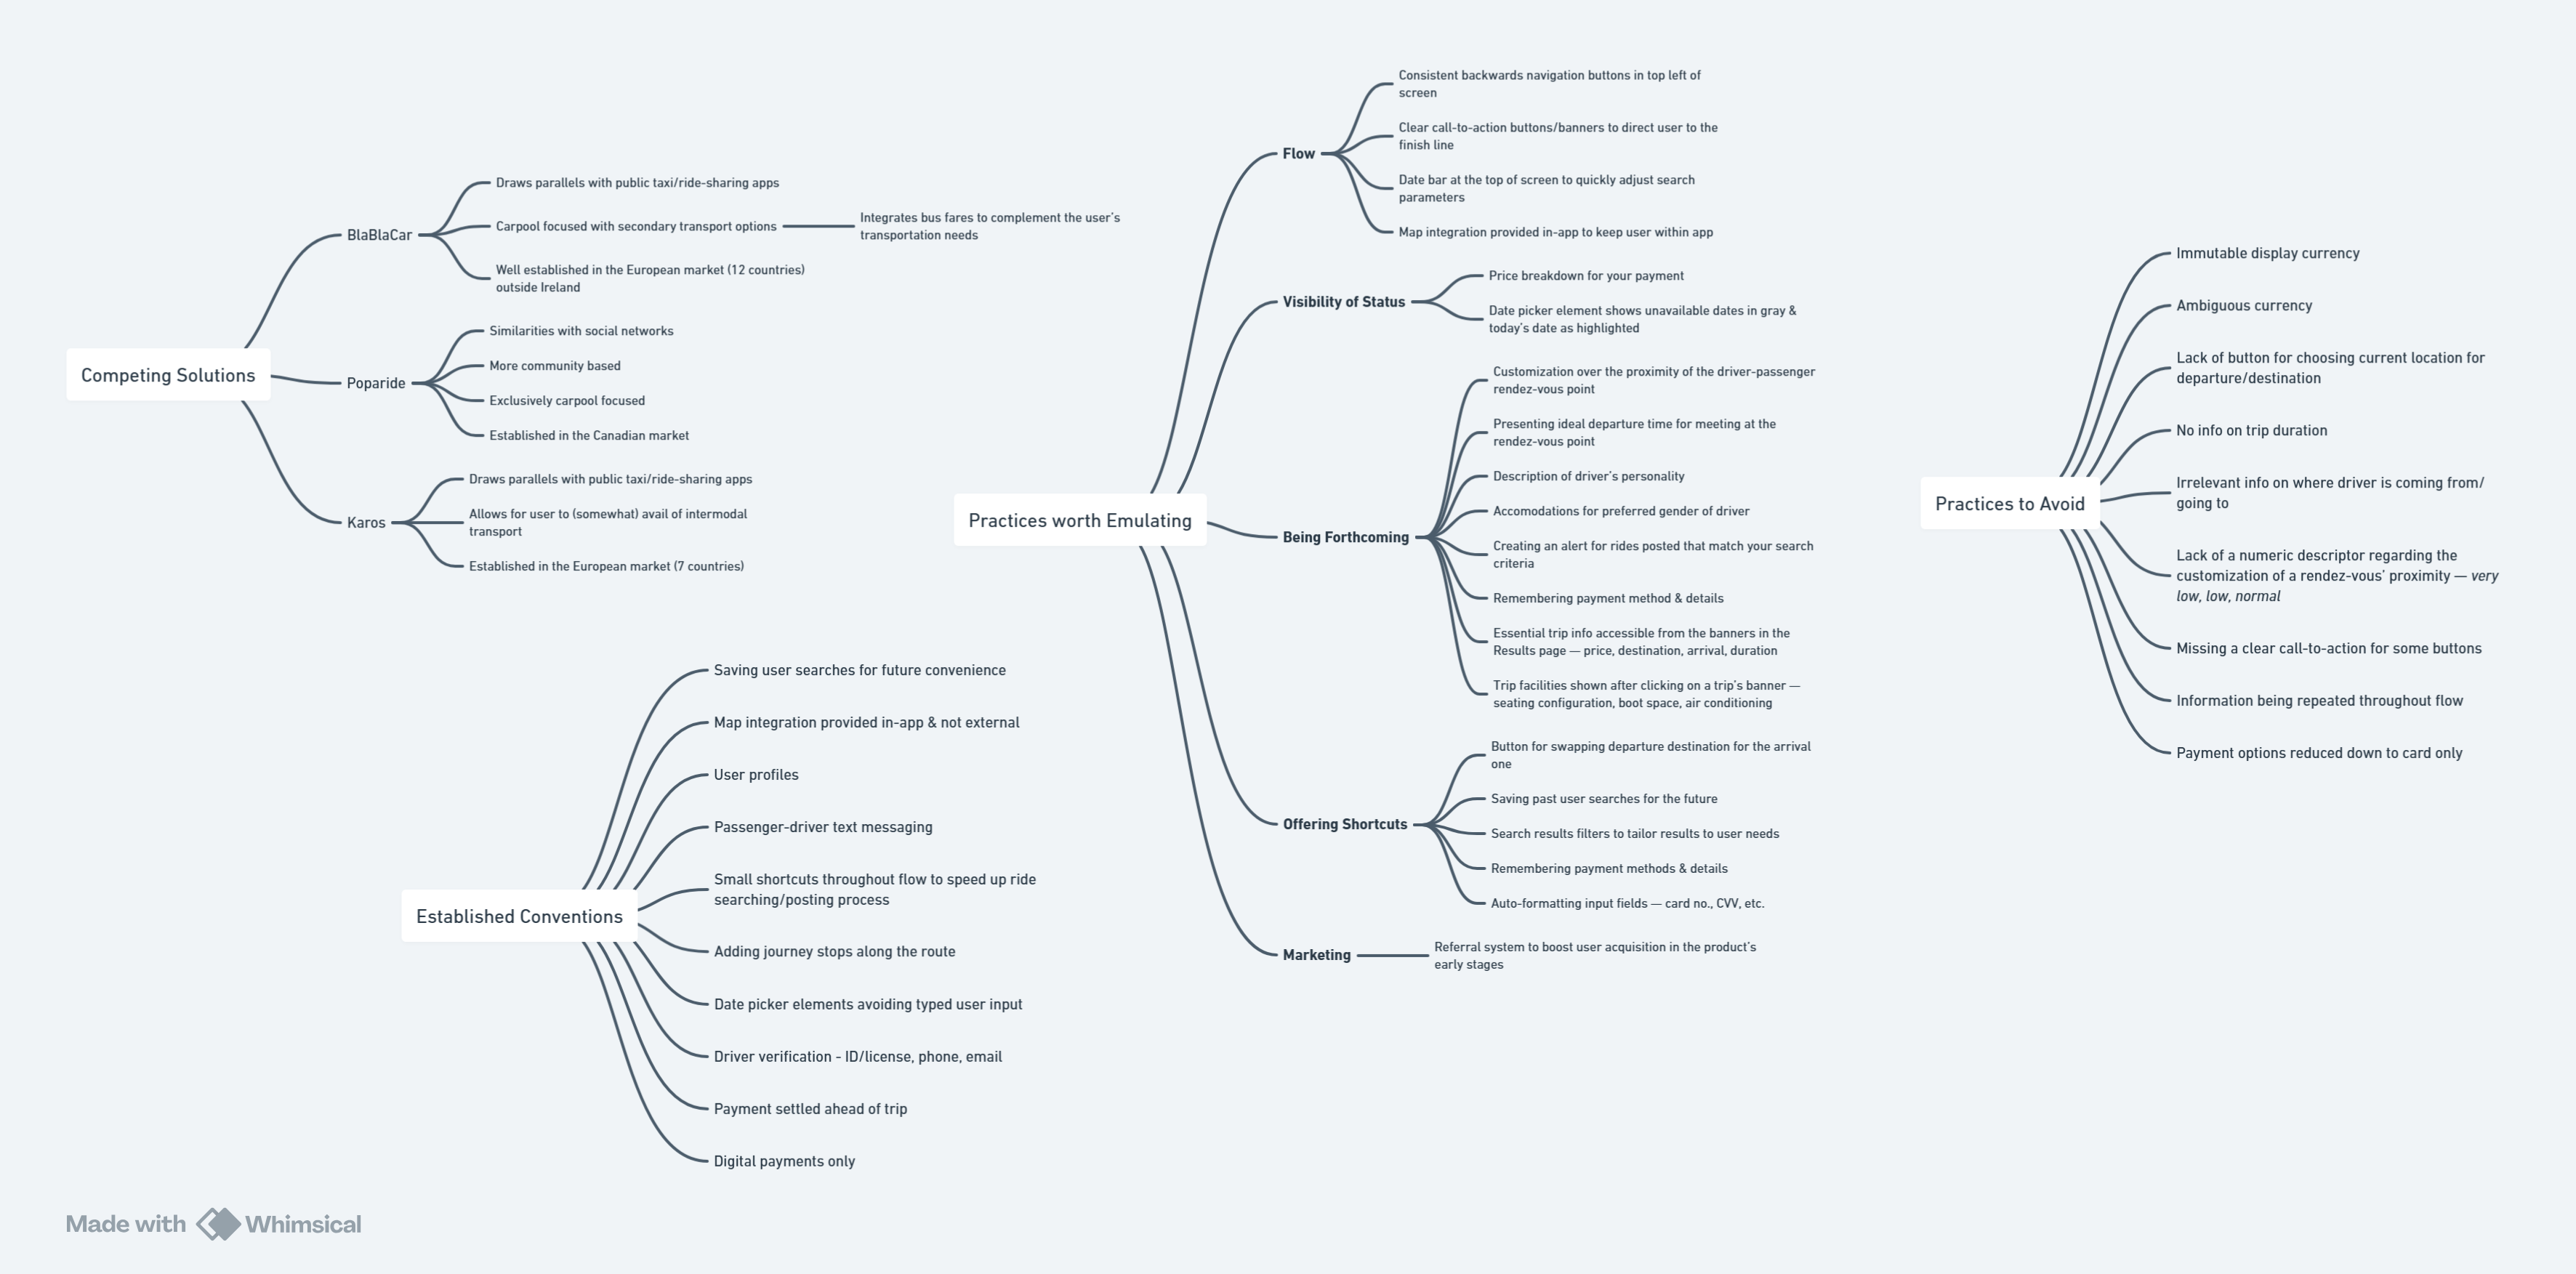 Competing Solutions
BlaBlaCar
Draws parallels with public taxi/ride-sharing apps
Carpool focused with secondary transport options
Integrates bus fares to complement the user's
transportation needs
Well established in the European market (12 countries)
outside Ireland
Poparide
Similarities with social networks
More community based
Exclusively carpool focused
Established in the Canadian market
Karos
Draws parallels with public taxi/ride-sharing apps
Allows for user to (somewhat) avail of intermodal
transport
Established in the European market (7 countries)
Established Conventions
Saving user searches for future convenience
Map integration provided in-app & not external
User profiles
Passenger-driver text messaging
Small shortcuts throughout flow to speed up ride
searching/posting process
Adding journey stops along the route
Date picker elements avoiding typed user input
Driver verification - ID/license, phone, email
Payment settled ahead of trip
Digital payments only
Practices worth Emulating
Flow
Consistent backwards navigation buttons in top left of
screen
Clear call-to-action buttons/banners to direct user to the
finish line
Date bar at the top of screen to quickly adjust search
parameters
Map integration provided in-app to keep user within app
Visibility of Status
Price breakdown for your payment
Date picker element shows unavailable dates in gray &
today's date as highlighted
Being Forthcoming
Customization over the proximity of the driver-passenger
rendez-vous point
Presenting ideal departure time for meeting at the
rendez-vous point
Description of driver's personality
Accomodations for preferred gender of driver
Creating an alert for rides posted that match your search
criteria
Remembering payment method & details
Essential trip info accessible from the banners in the
Results page — price, destination, arrival, duration
Trip facilities shown after clicking on a trip's banner —
seating configuration, boot space, air conditioning
Offering Shortcuts
Button for swapping departure destination for the arrival
one
Saving past user searches for the future
Search results filters to tailor results to user needs
Remembering payment methods & details
Auto-formatting input fields — card no., CVV, etc.
Marketing
Referral system to boost user acquisition in the product's
early stages
Practices to Avoid
Immutable display currency
Ambiguous currency
Lack of button for choosing current location for
departure/destination
No info on trip duration
Irrelevant info on where driver is coming from/
going to
Lack of a numeric descriptor regarding the
customization of a rendez-vous' proximity — very
low, low, normal
Missing a clear call-to-action for some buttons
Information being repeated throughout flow
Payment options reduced down to card only
Made with Whimsical